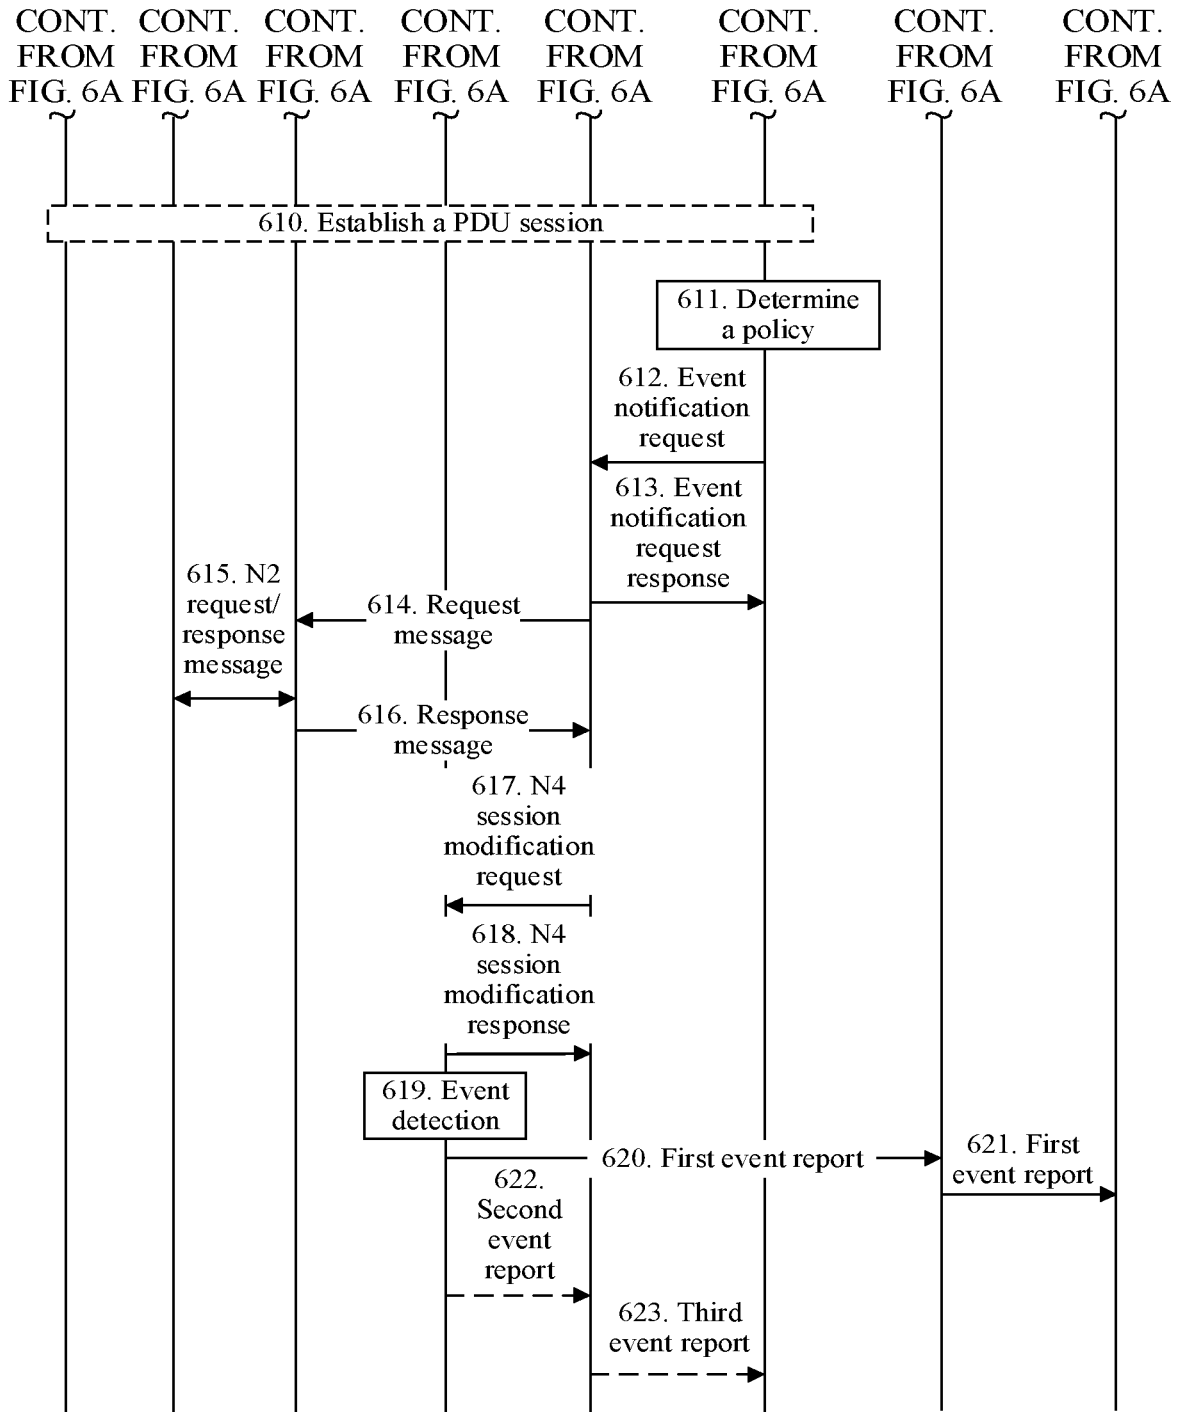 CONT. CONT. CONT. CONT. CONT. CONT. CONT. CONT.
FROM FROM FROM FROM FROM FROM FROM FROM
FIG. 6A FIG. 6A FIG. 6A FIG. 6A FIG. 6A FIG. 6A FIG. 6A FIG. 6A
610. Establish a PDU session
611. Determine
a policy
612. Event
notification
request
613. Event
notification
request
response
614. Request
message
615. N2
request/
response
message
616. Response
message
617. N4
session
modification
request
618. N4
session
modification
response
619. Event
detection
620. First event report
621. First
event report
622.
Second
event
report
623. Third
event report